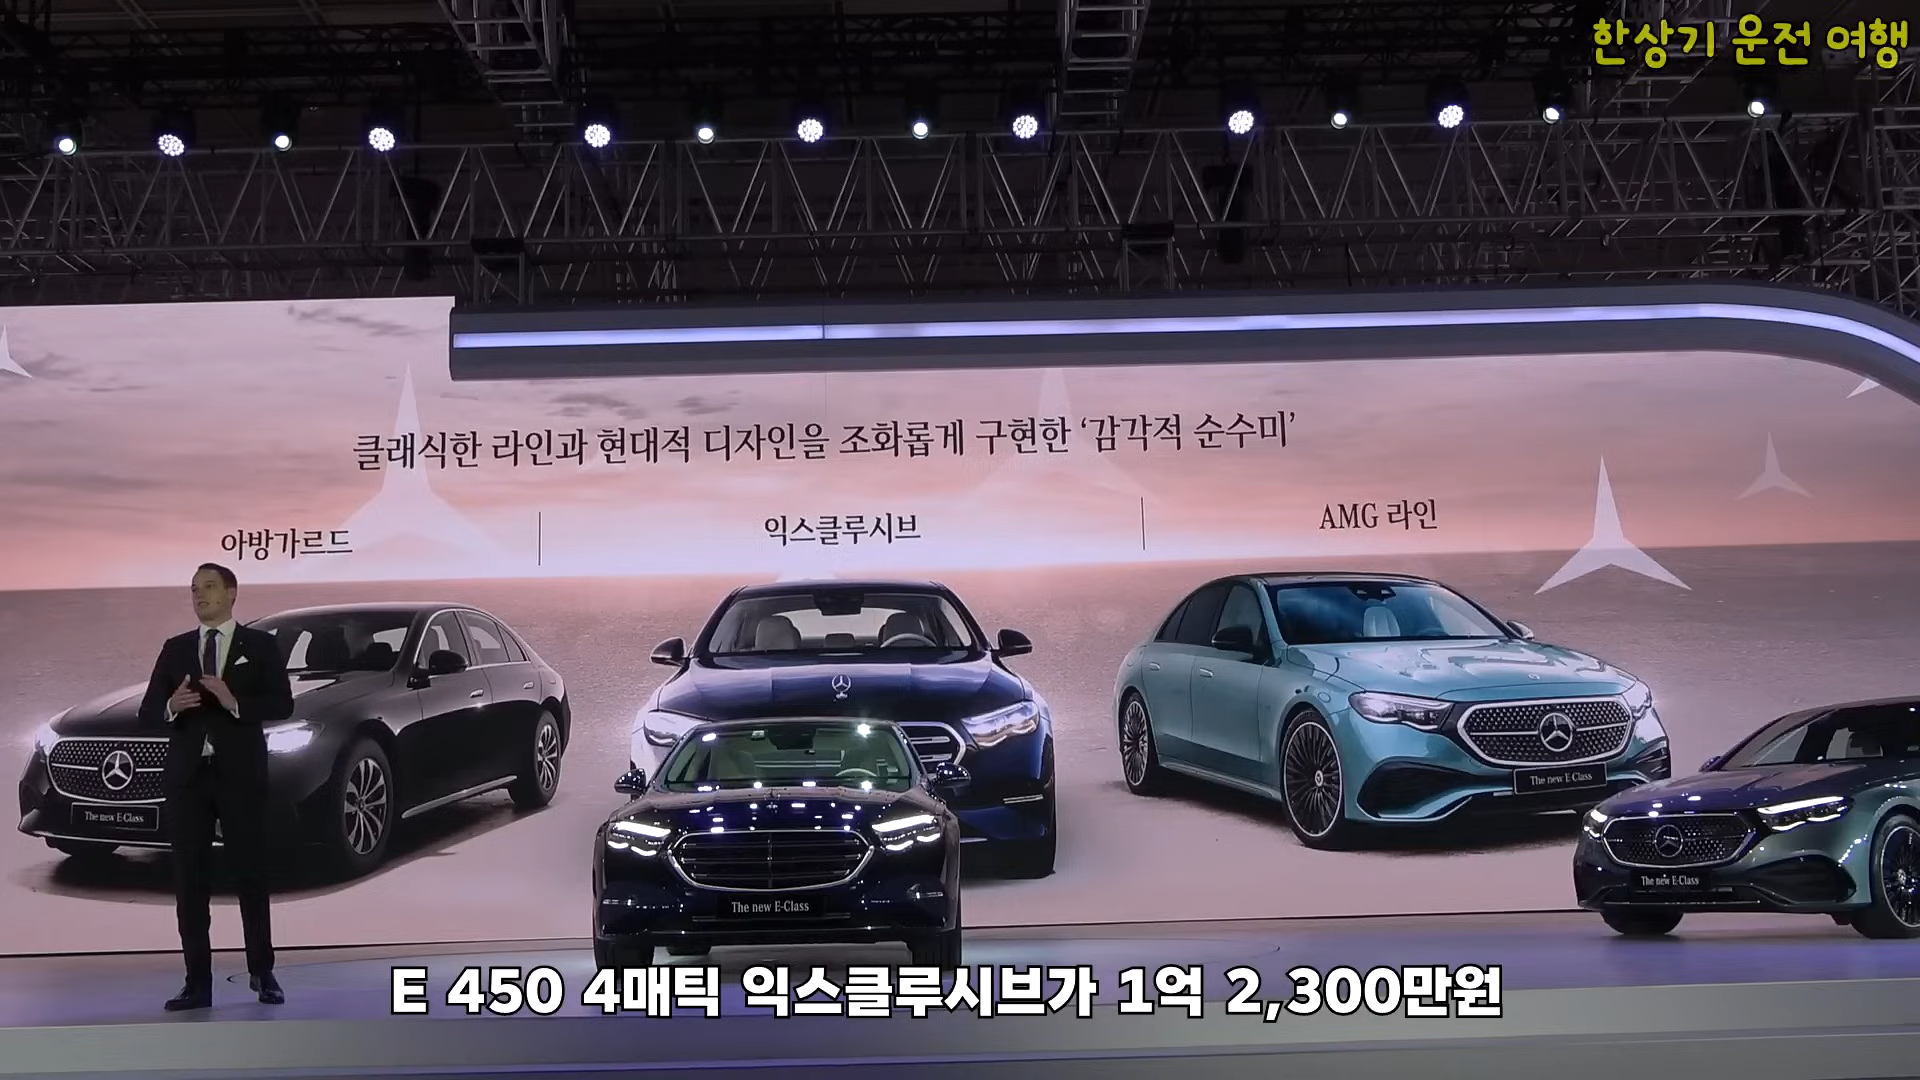 한상기 운전 여행
클래식한 라인과 현대적 디자인을 조화롭게 구현한 ‘감각적 순수미’
아방가르드
익스클루시브
AMG 라인
The new E-Class
The new E-Class
The new E-Class
The new E-Class
E 450 4매틱 익스클루시브가 1억 2,300만원